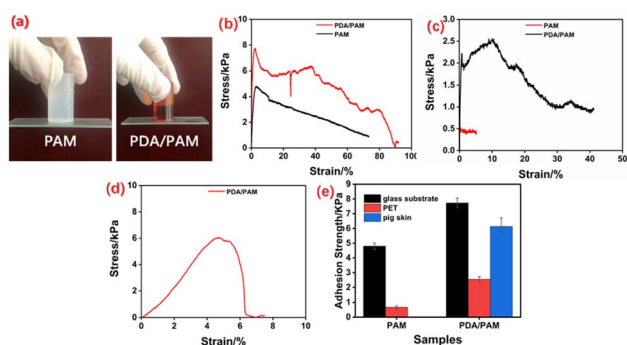 (a)
PAM
PDA/PAM
(b)
PDA/PAM
PAM
Stress/kPa
8
6
4
2
0
0 20 40 60 80 100
Strain/%
(c)
PAM
PDA/PAM
Stress/kPa
2.5
2.0
1.5
1.0
0.5
0.0
0 10 20 30 40 50
Strain/%
(d)
PDA/PAM
Stress/kPa
8
6
4
2
0
0 2 4 6 8 10
Strain/%
(e)
glass substrate
PET
pig skin
Adhesion Strength/KPa
8
7
6
5
4
3
2
1
0
PAM PDA/PAM
Samples